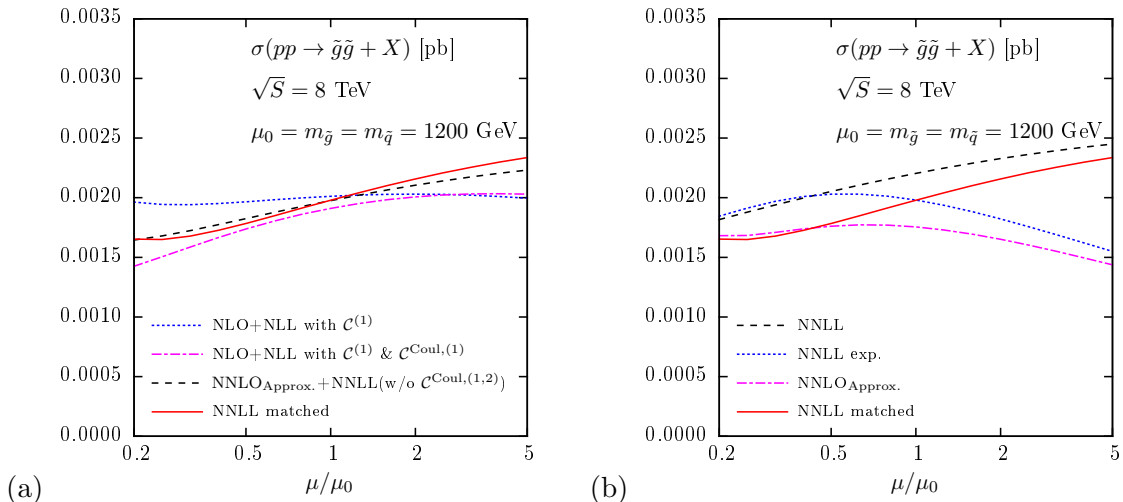 0.0035
0.0030
0.0025
0.0020
0.0015
0.0010
0.0005
0.0000
σ(pp → g̃g̃ + X) [pb]
√S = 8 TeV
μ₀ = m_g̃ = m_q̃ = 1200 GeV
NLO+NLL with 𝒞⁽¹⁾
NLO+NLL with 𝒞⁽¹⁾ & 𝒞^Coul,(1)
NNLO_Approx.+NNLL(w/o 𝒞^Coul,(1,2))
NNLL matched
0.2 0.5 1 2 5
(a) μ/μ₀
0.0035
0.0030
0.0025
0.0020
0.0015
0.0010
0.0005
0.0000
σ(pp → g̃g̃ + X) [pb]
√S = 8 TeV
μ₀ = m_g̃ = m_q̃ = 1200 GeV
NNLL
NNLL exp.
NNLO_Approx.
NNLL matched
0.2 0.5 1 2 5
(b) μ/μ₀